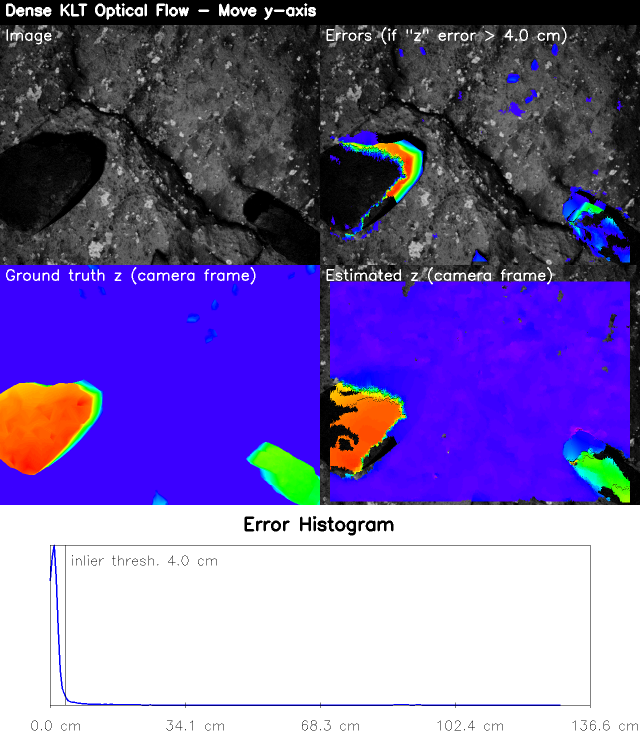 Dense KLT Optical Flow - Move y-axis
Image
Errors (if "z" error > 4.0 cm)
Ground truth z (camera frame)
Estimated z (camera frame)
Error Histogram
inlier thresh. 4.0 cm
0.0 cm 34.1 cm 68.3 cm 102.4 cm 136.6 cm